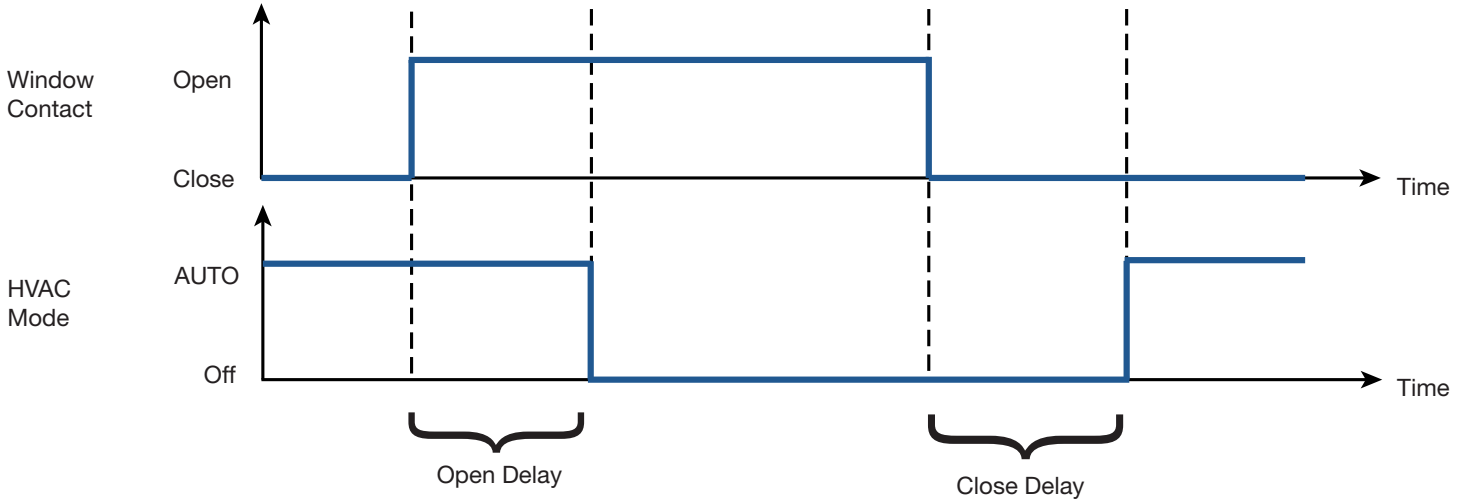 Window
Contact
Open
Close
Time
HVAC
Mode
AUTO
Off
Time
Open Delay
Close Delay